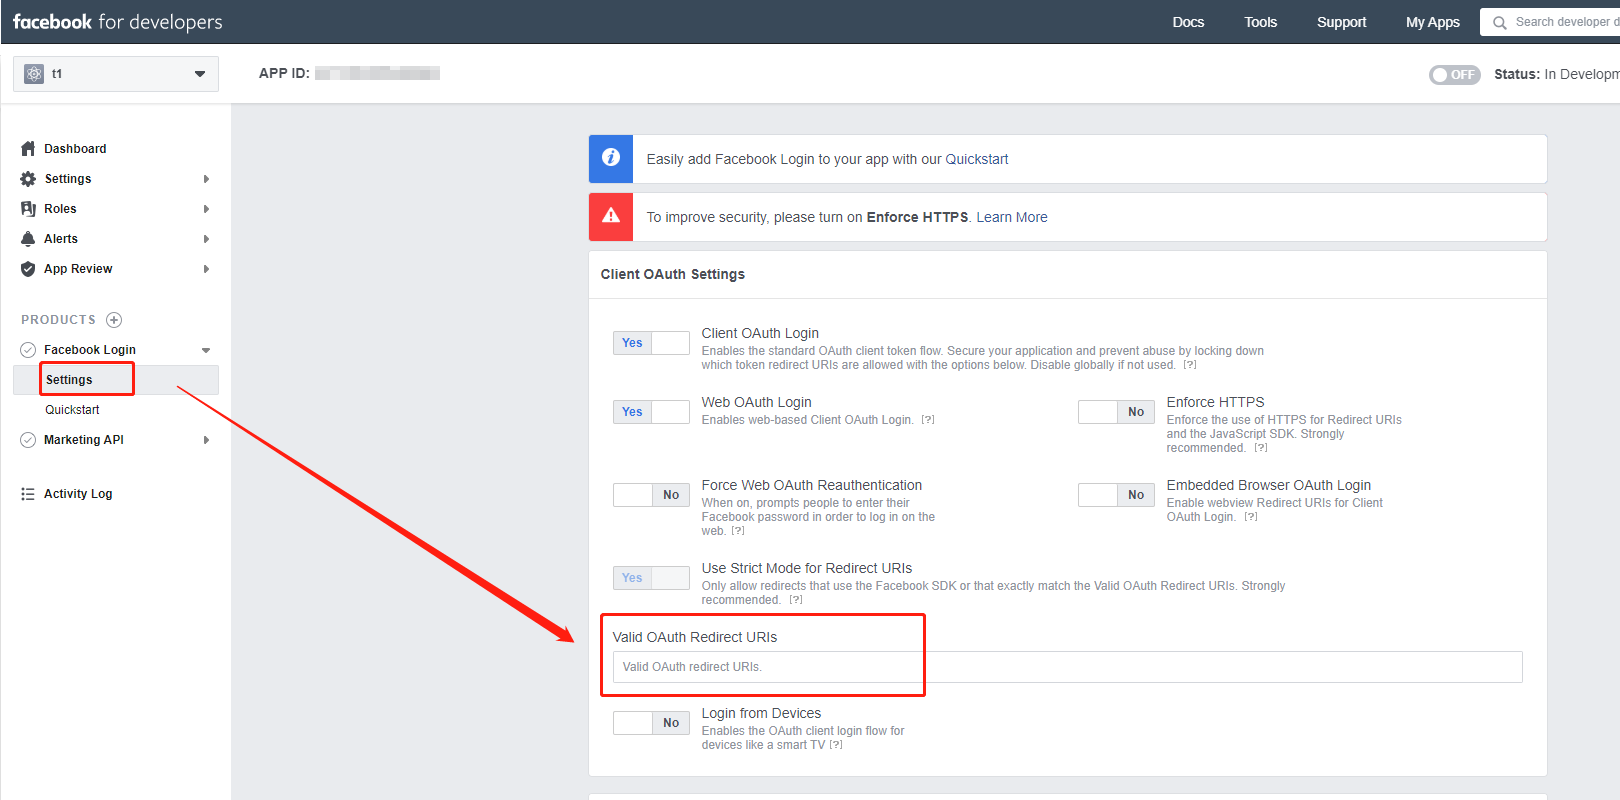 facebook for developers
Docs
Tools
Support
My Apps
Search developer d
t1
APP ID:
OFF
Status: In Developm
Dashboard
Settings
Roles
Alerts
App Review
PRODUCTS
Facebook Login
Settings
Quickstart
Marketing API
Activity Log
Easily add Facebook Login to your app with our Quickstart
To improve security, please turn on Enforce HTTPS. Learn More
Client OAuth Settings
Yes
Client OAuth Login
Enables the standard OAuth client token flow. Secure your application and prevent abuse by locking down
which token redirect URIs are allowed with the options below. Disable globally if not used. [?]
Yes
Web OAuth Login
Enables web-based Client OAuth Login. [?]
No
Enforce HTTPS
Enforce the use of HTTPS for Redirect URIs
and the JavaScript SDK. Strongly
recommended. [?]
No
Force Web OAuth Reauthentication
When on, prompts people to enter their
Facebook password in order to log in on the
web. [?]
No
Embedded Browser OAuth Login
Enable webview Redirect URIs for Client
OAuth Login. [?]
Yes
Use Strict Mode for Redirect URIs
Only allow redirects that use the Facebook SDK or that exactly match the Valid OAuth Redirect URIs. Strongly
recommended. [?]
Valid OAuth Redirect URIs
Valid OAuth redirect URIs.
No
Login from Devices
Enables the OAuth client login flow for
devices like a smart TV [?]